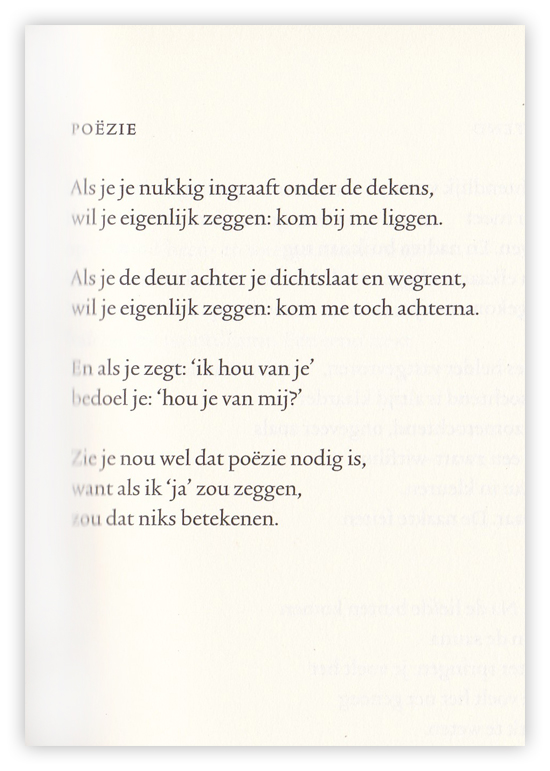 POËZIE
Als je je nukkig ingraaft onder de dekens,
wil je eigenlijk zeggen: kom bij me liggen.
Als je de deur achter je dichtslaat en wegrent,
wil je eigenlijk zeggen: kom me toch achterna.
En als je zegt: ‘ik hou van je’
bedoel je: ‘hou je van mij?’
Zie je nou wel dat poëzie nodig is,
want als ik ‘ja’ zou zeggen,
zou dat niks betekenen.